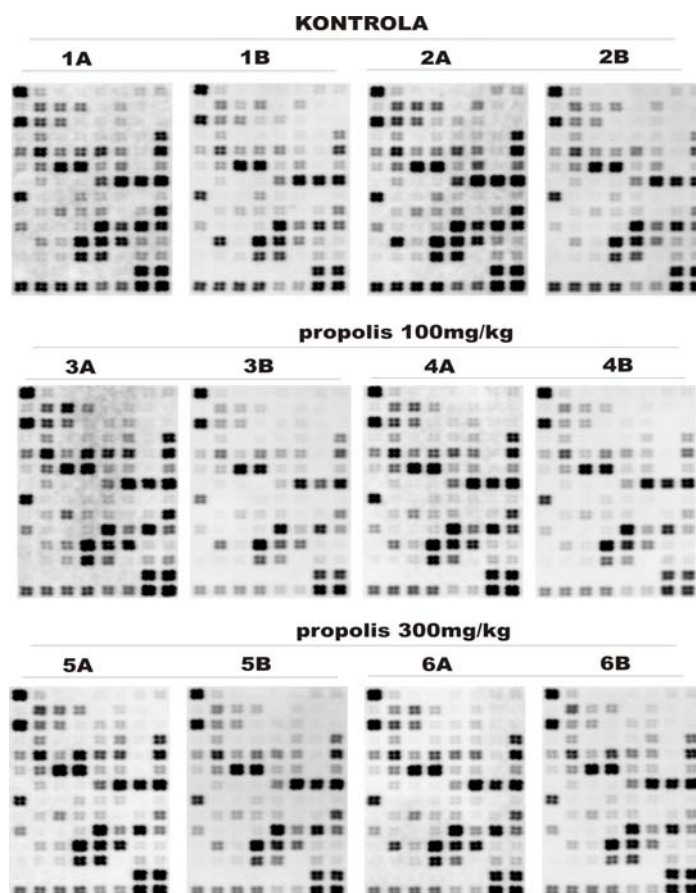 KONTROLA
1A 1B 2A 2B
propolis 100mg/kg
3A 3B 4A 4B
propolis 300mg/kg
5A 5B 6A 6B